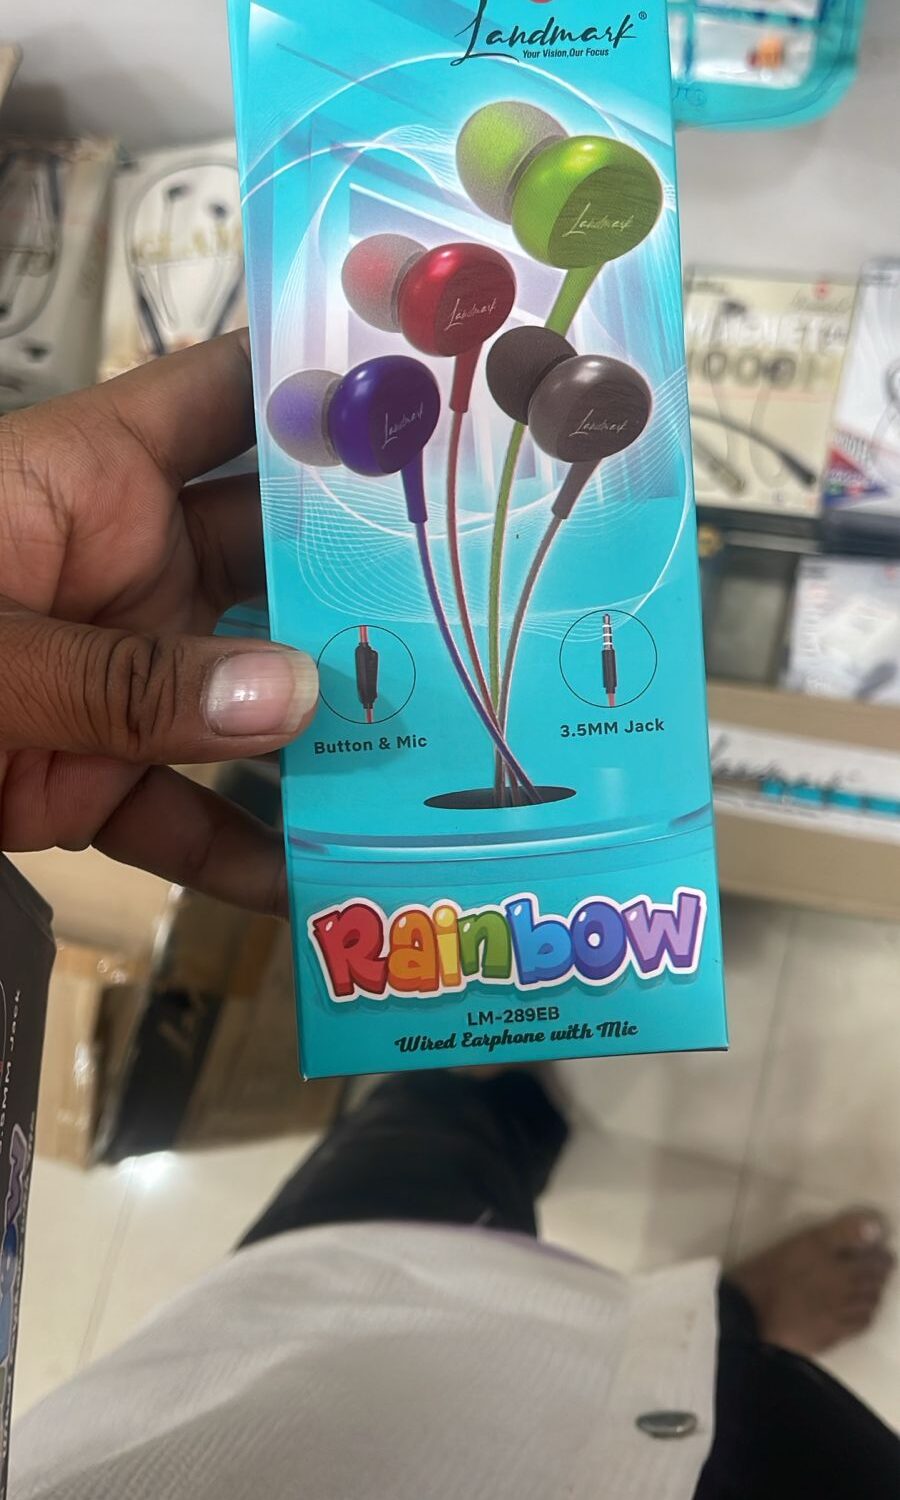 Landmark®
Your Vision,Our Focus
Landmark
Landmark
Landmark
Landmark
Button & Mic
3.5MM Jack
Rainbow
LM-289EB
Wired Earphone with Mic
Landmark